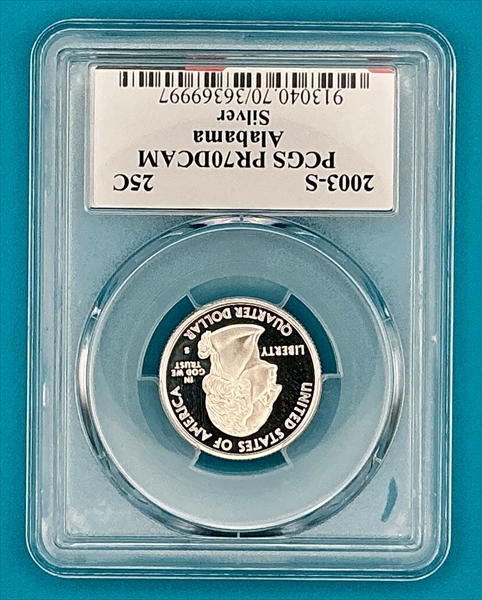 2003-S 25C
PCGS PR70DCAM
Alabama
Silver
913040.70/36369997
UNITED STATES OF AMERICA
LIBERTY
IN
GOD WE
TRUST
S
QUARTER DOLLAR